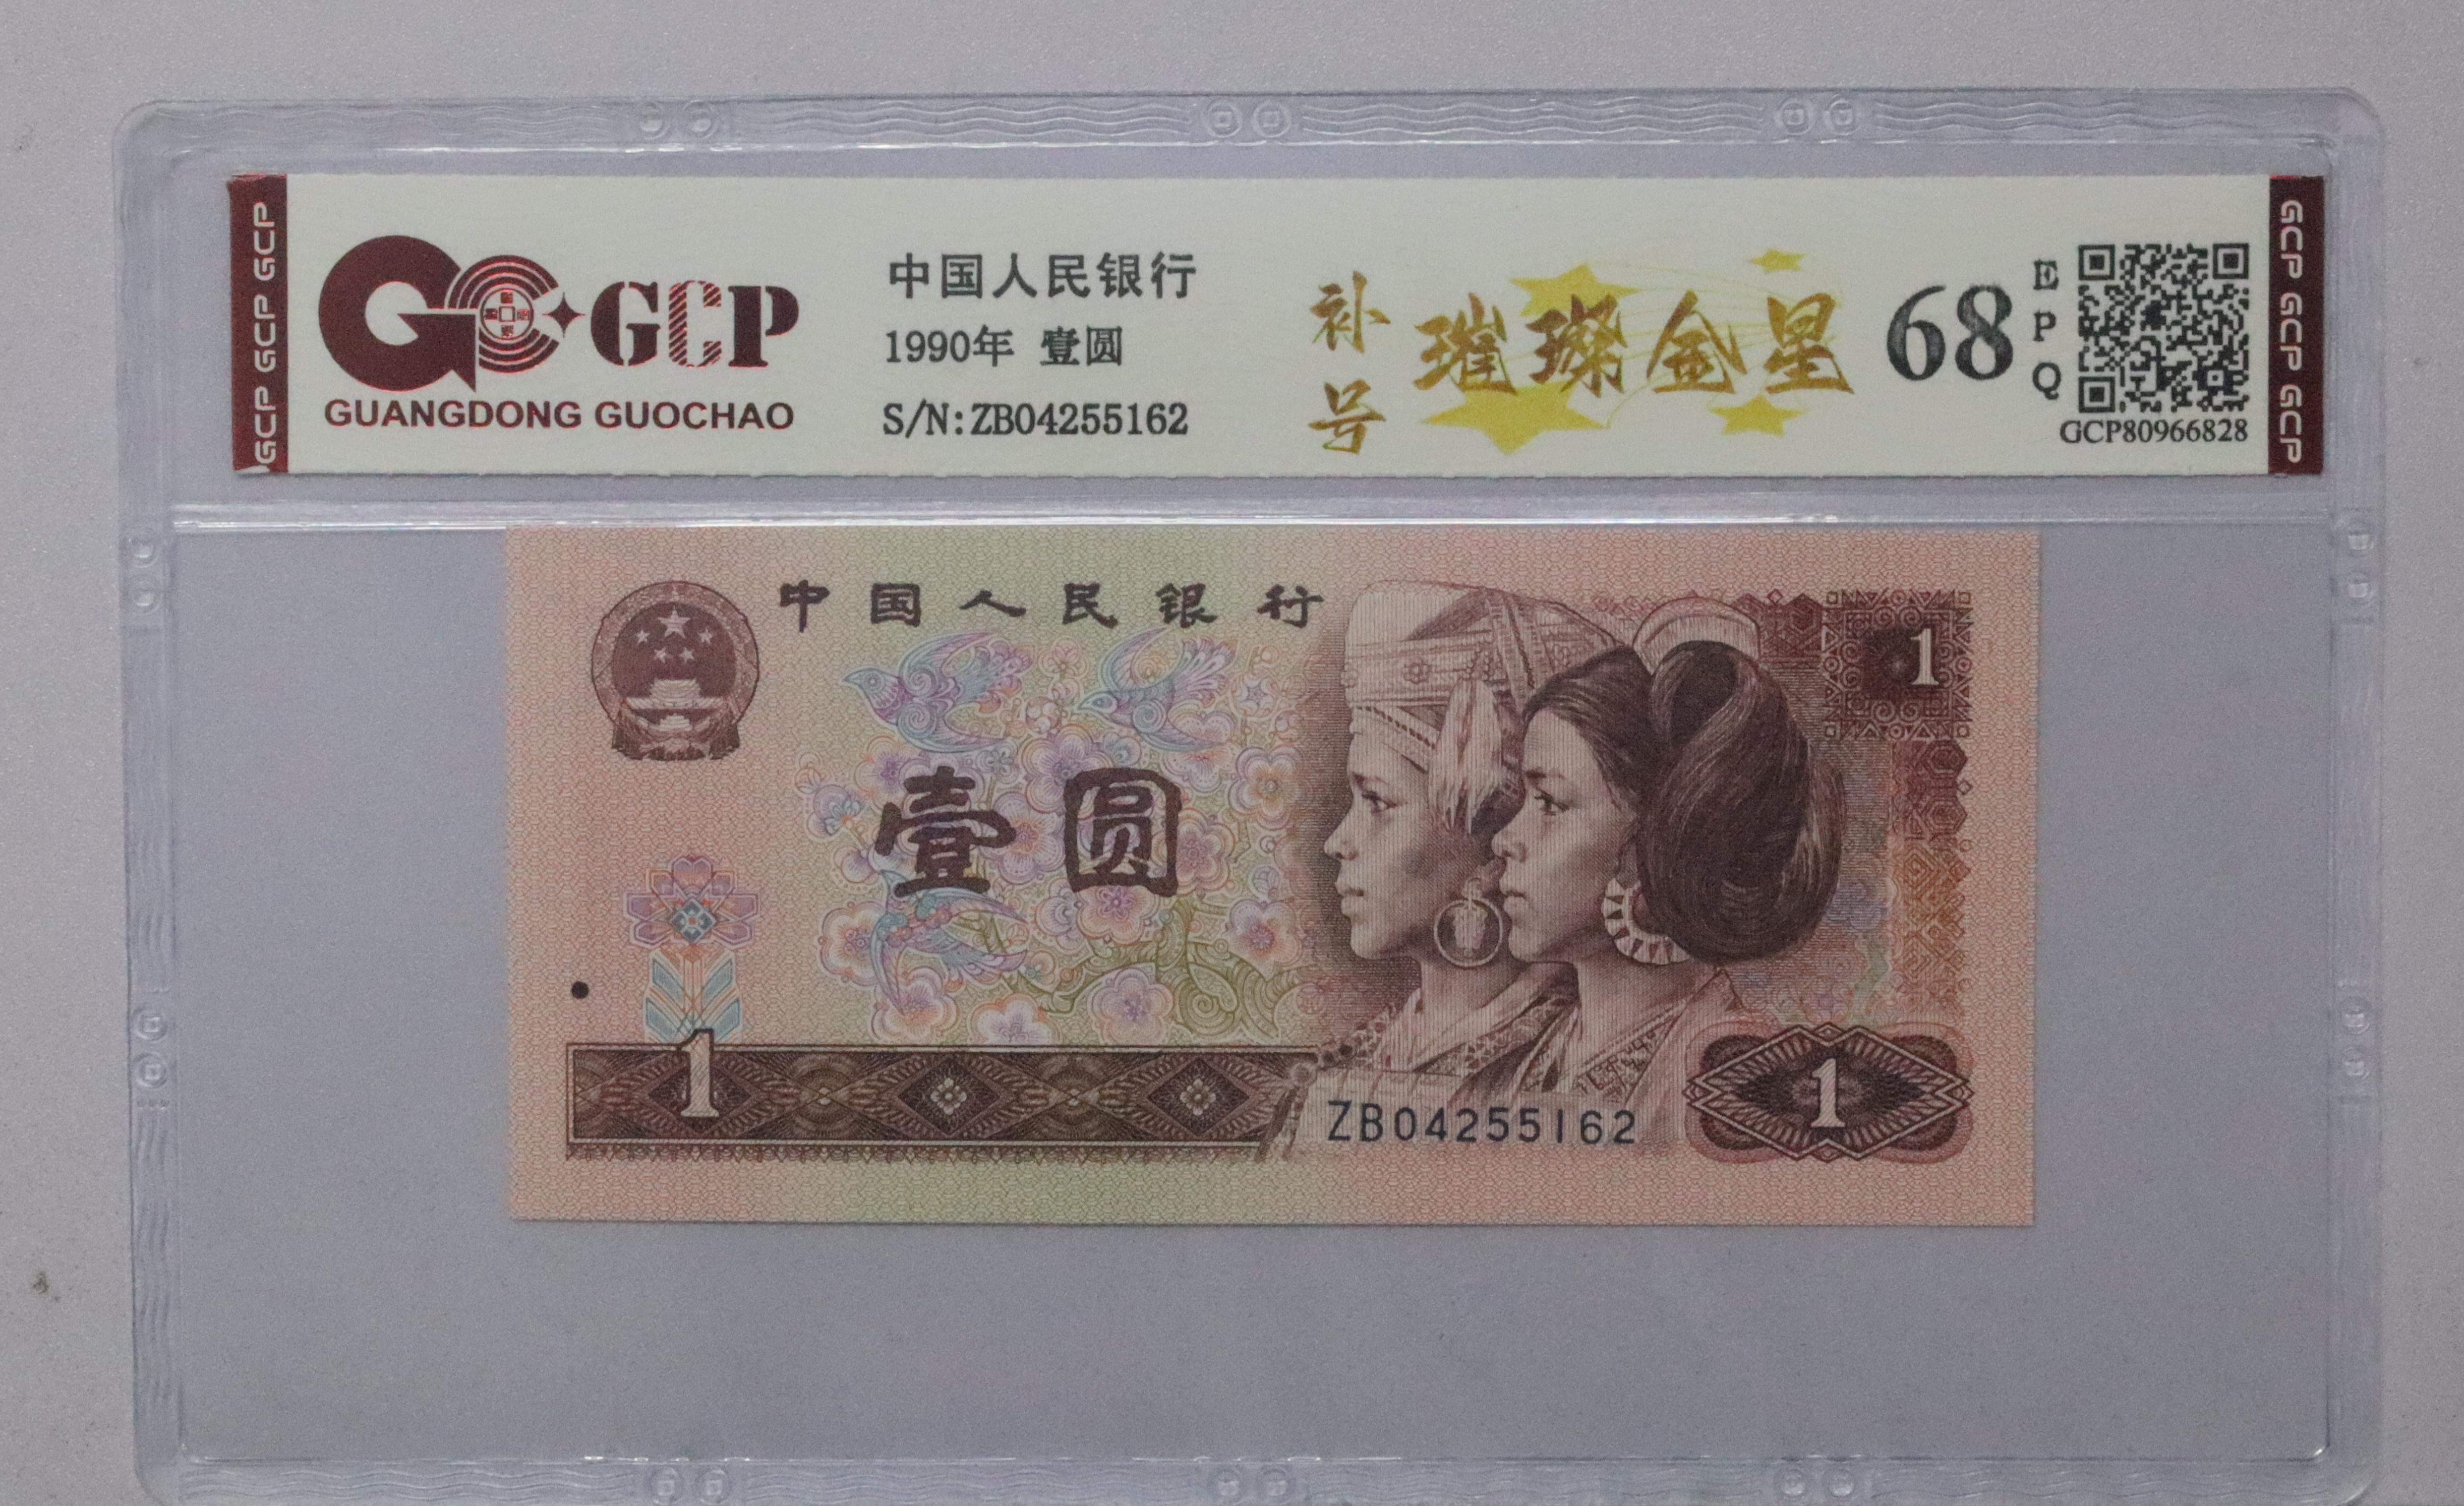 GCP GCP GCP
GCP
GUANGDONG GUOCHAO
中国人民银行
1990年 壹圆
S/N:ZB04255162
补号
璀璨金星
68
EPQ
GCP80966828
GCP GCP GCP
中国人民银行
1
壹圆
1
ZB04255162
1